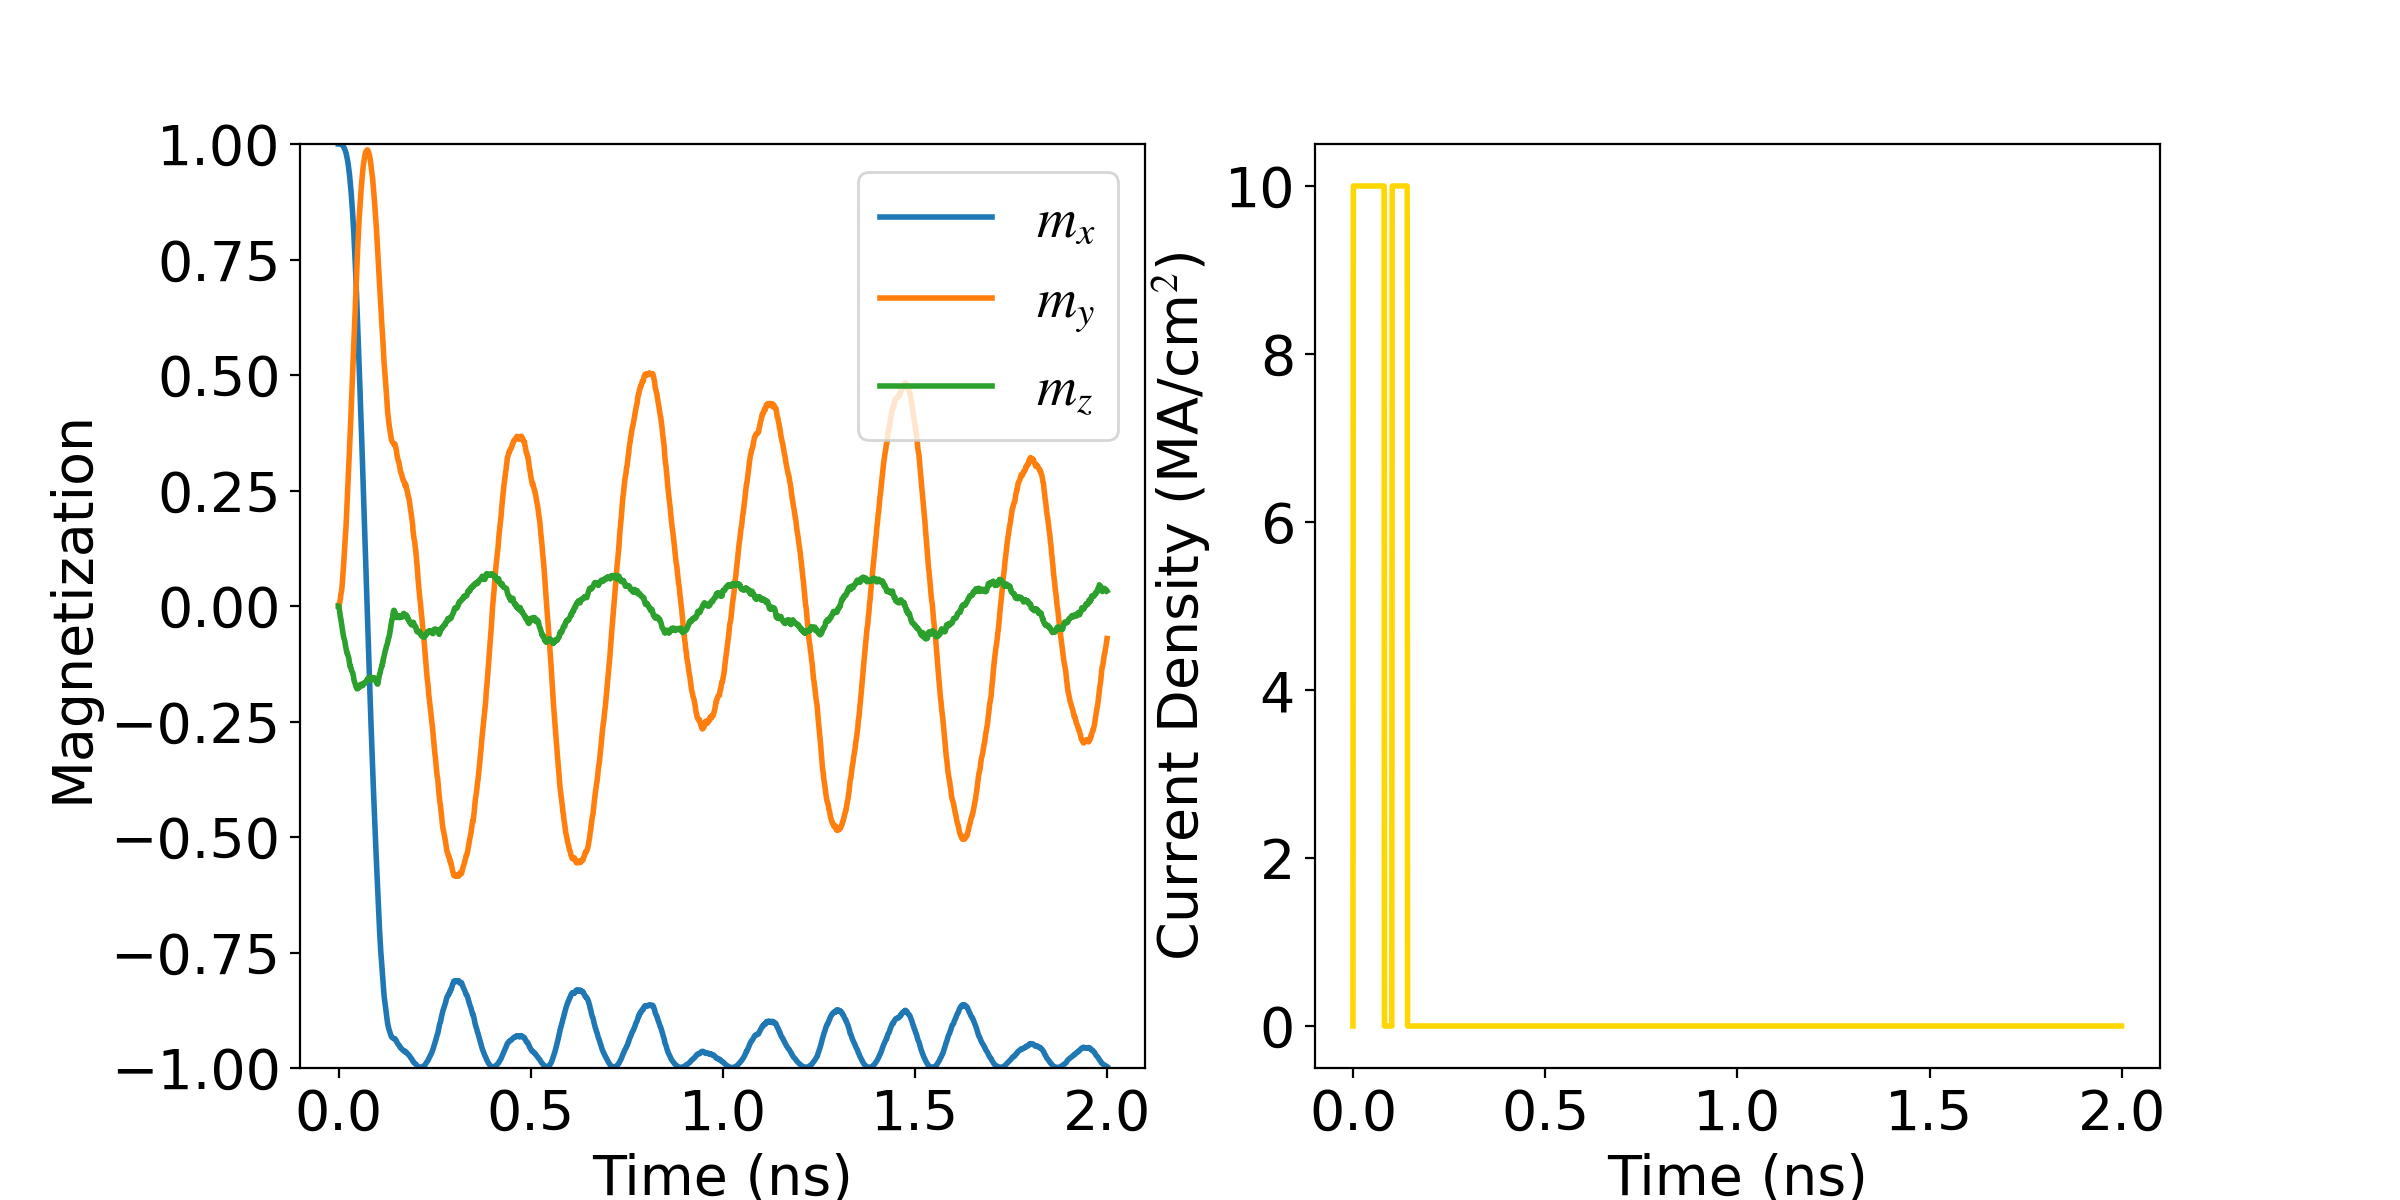 1.00
0.75
0.50
0.25
0.00
−0.25
−0.50
−0.75
−1.00
0.0 0.5 1.0 1.5 2.0
Time (ns)
Magnetization
m_x
m_y
m_z
10
8
6
4
2
0
0.0 0.5 1.0 1.5 2.0
Time (ns)
Current Density (MA/cm²)